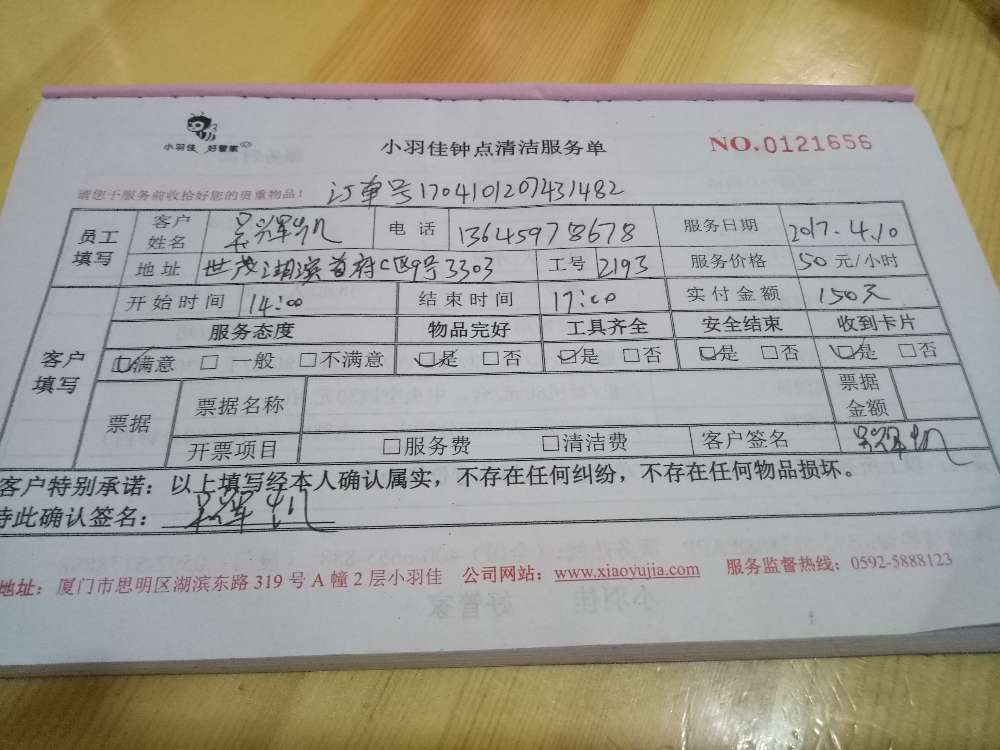 小羽佳 好管家
小羽佳钟点清洁服务单
NO.0121656
请您于服务前收拾好您的贵重物品！ 订单号1704101207431482
员工填写 客户姓名 吴辉机 电话 13645978678 服务日期 2017.4.10
地址 世茂湖滨首府C区9号3303 工号 2193 服务价格 50元/小时
客户填写 开始时间 14:00 结束时间 17:00 实付金额 150元
服务态度 物品完好 工具齐全 安全结束 收到卡片
☑满意 □一般 □不满意 ☑是 □否 ☑是 □否 ☑是 □否 ☑是 □否
票据 票据名称 票据金额
开票项目 □服务费 □清洁费 客户签名 吴辉机
客户特别承诺：以上填写经本人确认属实，不存在任何纠纷，不存在任何物品损坏。
特此确认签名： 吴辉机
地址：厦门市思明区湖滨东路 319 号 A 幢 2 层小羽佳 公司网站：www.xiaoyujia.com 服务监督热线：0592-5888123